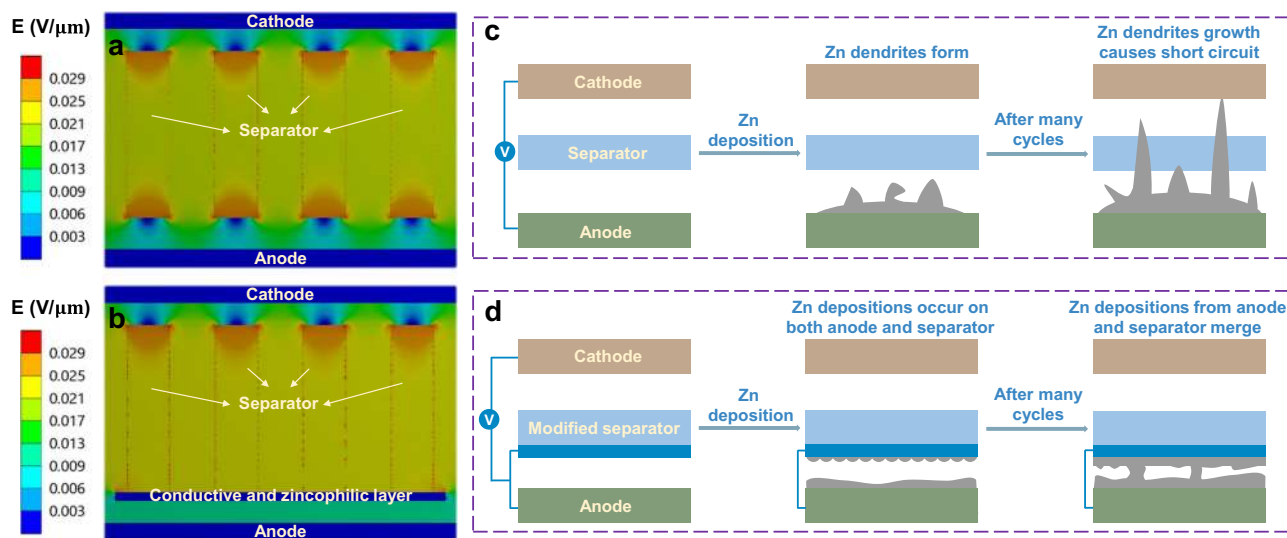 E (V/μm)
0.029
0.025
0.021
0.017
0.013
0.009
0.006
0.003
a
Cathode
Separator
Anode
E (V/μm)
0.029
0.025
0.021
0.017
0.013
0.009
0.006
0.003
b
Cathode
Separator
Conductive and zincophilic layer
Anode
c
Cathode
Separator
Anode
V
Zn
deposition
Zn dendrites form
After many
cycles
Zn dendrites growth
causes short circuit
d
Cathode
Modified separator
Anode
V
Zn
deposition
Zn depositions occur on
both anode and separator
After many
cycles
Zn depositions from anode
and separator merge